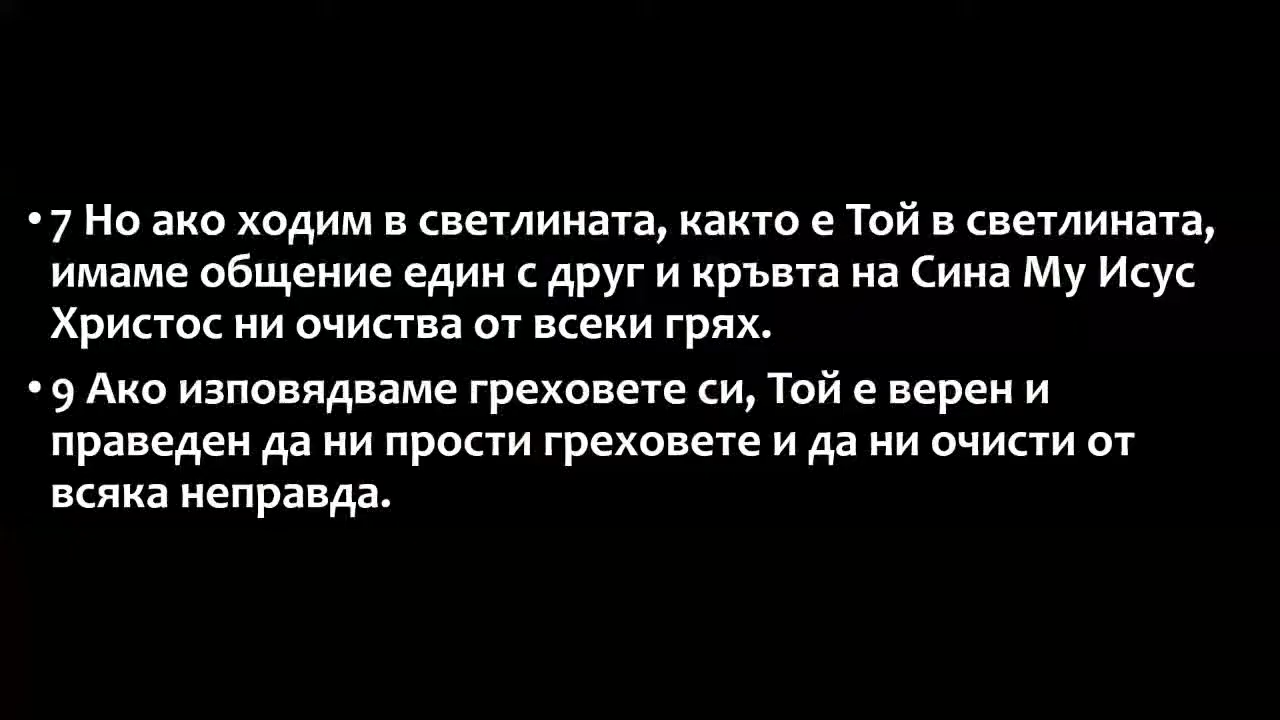 • 7 Но ако ходим в светлината, както е Той в светлината,
имаме общение един с друг и кръвта на Сина Му Исус
Христос ни очиства от всеки грях.
• 9 Ако изповядваме греховете си, Той е верен и
праведен да ни прости греховете и да ни очисти от
всяка неправда.